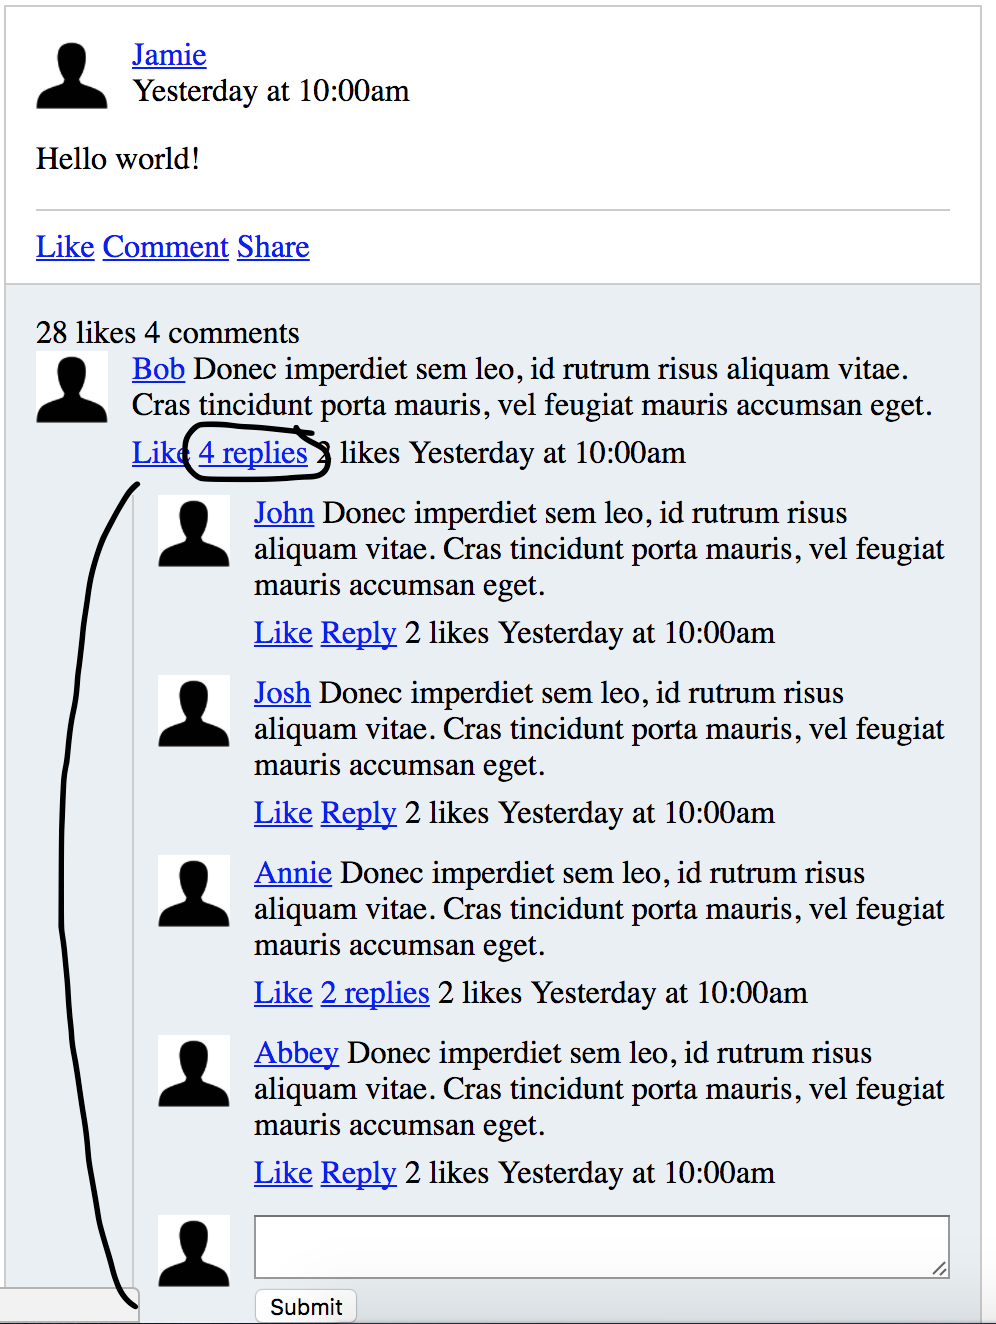 Jamie
Yesterday at 10:00am
Hello world!
Like Comment Share
28 likes 4 comments
Bob Donec imperdiet sem leo, id rutrum risus aliquam vitae.
Cras tincidunt porta mauris, vel feugiat mauris accumsan eget.
Like 4 replies 2 likes Yesterday at 10:00am
John Donec imperdiet sem leo, id rutrum risus
aliquam vitae. Cras tincidunt porta mauris, vel feugiat
mauris accumsan eget.
Like Reply 2 likes Yesterday at 10:00am
Josh Donec imperdiet sem leo, id rutrum risus
aliquam vitae. Cras tincidunt porta mauris, vel feugiat
mauris accumsan eget.
Like Reply 2 likes Yesterday at 10:00am
Annie Donec imperdiet sem leo, id rutrum risus
aliquam vitae. Cras tincidunt porta mauris, vel feugiat
mauris accumsan eget.
Like 2 replies 2 likes Yesterday at 10:00am
Abbey Donec imperdiet sem leo, id rutrum risus
aliquam vitae. Cras tincidunt porta mauris, vel feugiat
mauris accumsan eget.
Like Reply 2 likes Yesterday at 10:00am
Submit